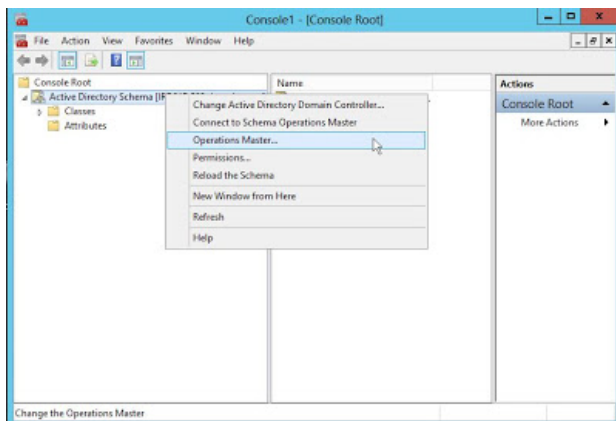 Console1 - [Console Root]
File Action View Favorites Window Help
Console Root
Active Directory Schema
Classes
Attributes
Name
Change Active Directory Domain Controller...
Connect to Schema Operations Master
Operations Master...
Permissions...
Reload the Schema
New Window from Here
Refresh
Help
Actions
Console Root
More Actions
Change the Operations Master